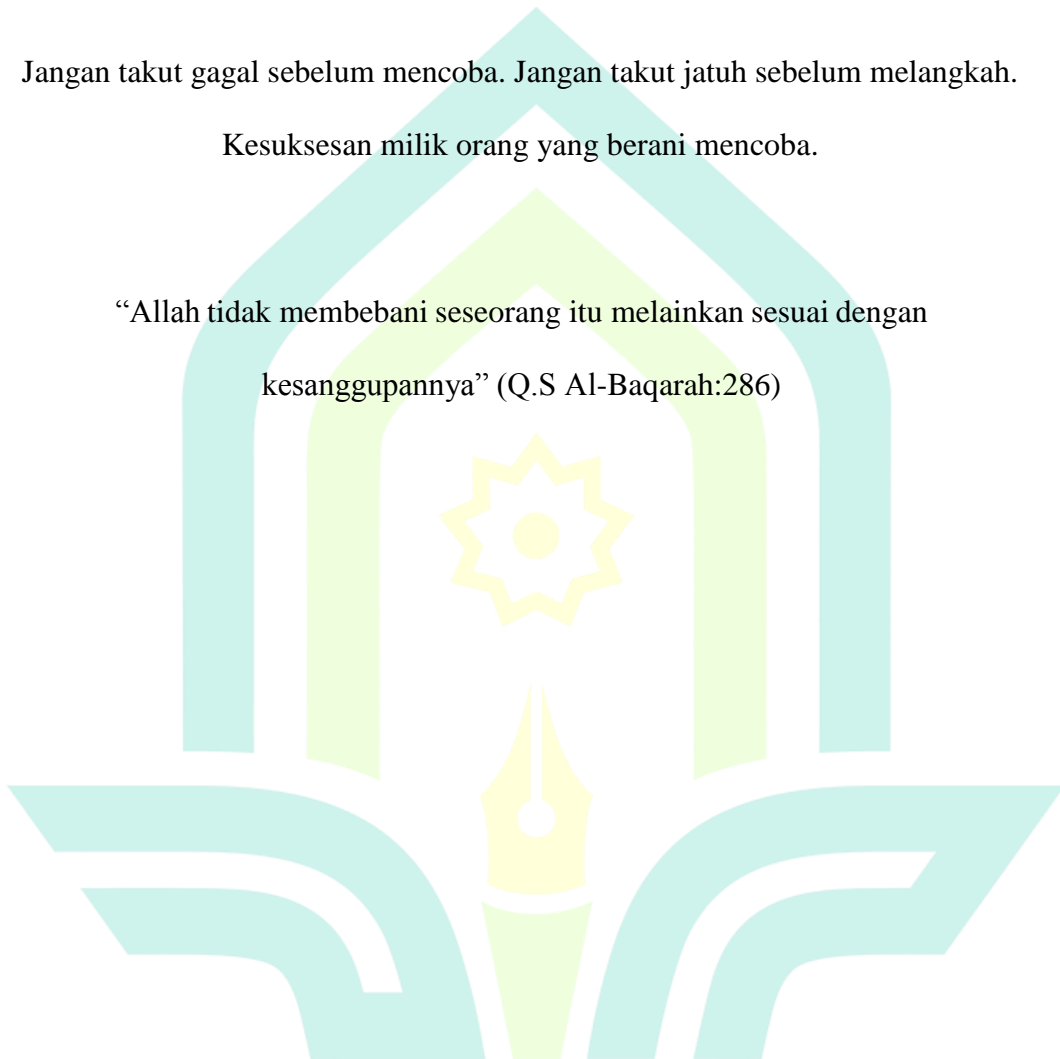 Jangan takut gagal sebelum mencoba. Jangan takut jatuh sebelum melangkah.
Kesuksesan milik orang yang berani mencoba.
“Allah tidak membebani seseorang itu melainkan sesuai dengan
kesanggupannya” (Q.S Al-Baqarah:286)